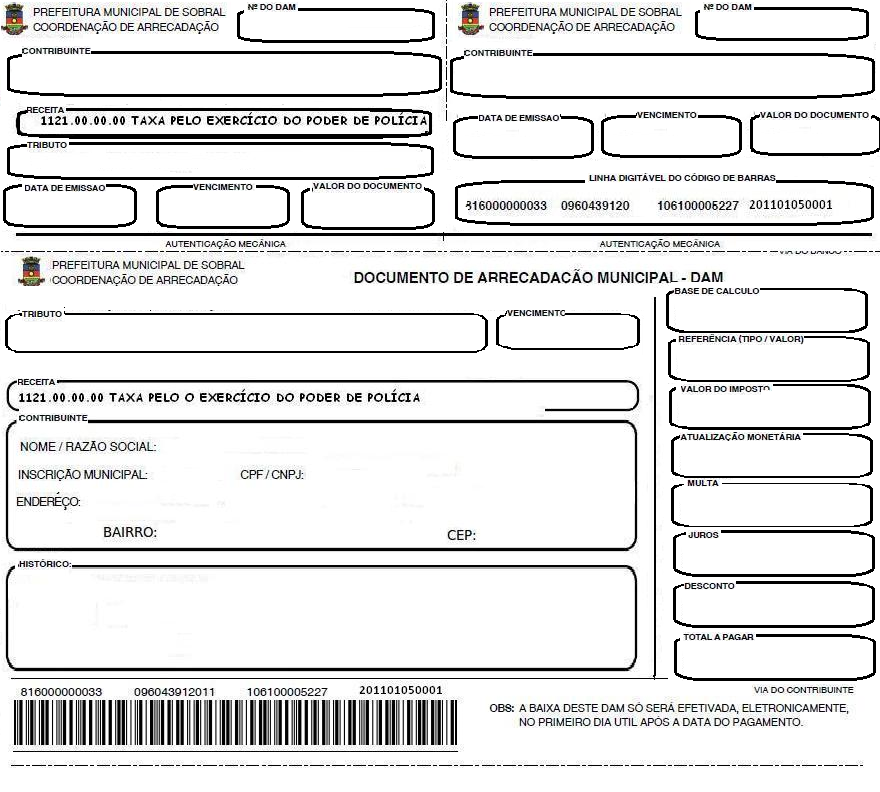 PREFEITURA MUNICIPAL DE SOBRAL
COORDENAÇÃO DE ARRECADAÇÃO
Nº DO DAM
CONTRIBUINTE
RECEITA
1121.00.00.00 TAXA PELO EXERCÍCIO DO PODER DE POLÍCIA
TRIBUTO
DATA DE EMISSAO
VENCIMENTO
VALOR DO DOCUMENTO
AUTENTICAÇÃO MECÂNICA
PREFEITURA MUNICIPAL DE SOBRAL
COORDENAÇÃO DE ARRECADAÇÃO
Nº DO DAM
CONTRIBUINTE
DATA DE EMISSAO
VENCIMENTO
VALOR DO DOCUMENTO
LINHA DIGITÁVEL DO CÓDIGO DE BARRAS
816000000033 0960439120 106100005227 201101050001
AUTENTICAÇÃO MECÂNICA
VIA DO BANCO
PREFEITURA MUNICIPAL DE SOBRAL
COORDENAÇÃO DE ARRECADAÇÃO
DOCUMENTO DE ARRECADACÃO MUNICIPAL - DAM
TRIBUTO
VENCIMENTO
RECEITA
1121.00.00.00 TAXA PELO O EXERCÍCIO DO PODER DE POLÍCIA
CONTRIBUINTE
NOME / RAZÃO SOCIAL:
INSCRIÇÃO MUNICIPAL: CPF / CNPJ:
ENDERÉÇO:
BAIRRO: CEP:
HISTÓRICO:
BASE DE CALCULO
REFERÊNCIA (TIPO / VALOR)
VALOR DO IMPOSTO
ATUALIZAÇÃO MONETÁRIA
MULTA
JUROS
DESCONTO
TOTAL A PAGAR
VIA DO CONTRIBUINTE
816000000033 096043912011 106100005227 201101050001
OBS: A BAIXA DESTE DAM SÓ SERÁ EFETIVADA, ELETRONICAMENTE,
NO PRIMEIRO DIA UTIL APÓS A DATA DO PAGAMENTO.